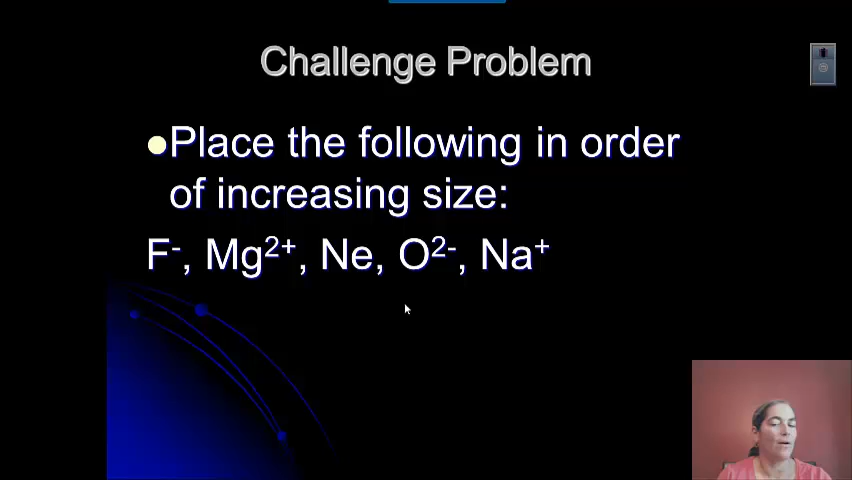 Challenge Problem
Place the following in order
of increasing size:
F⁻, Mg²⁺, Ne, O²⁻, Na⁺